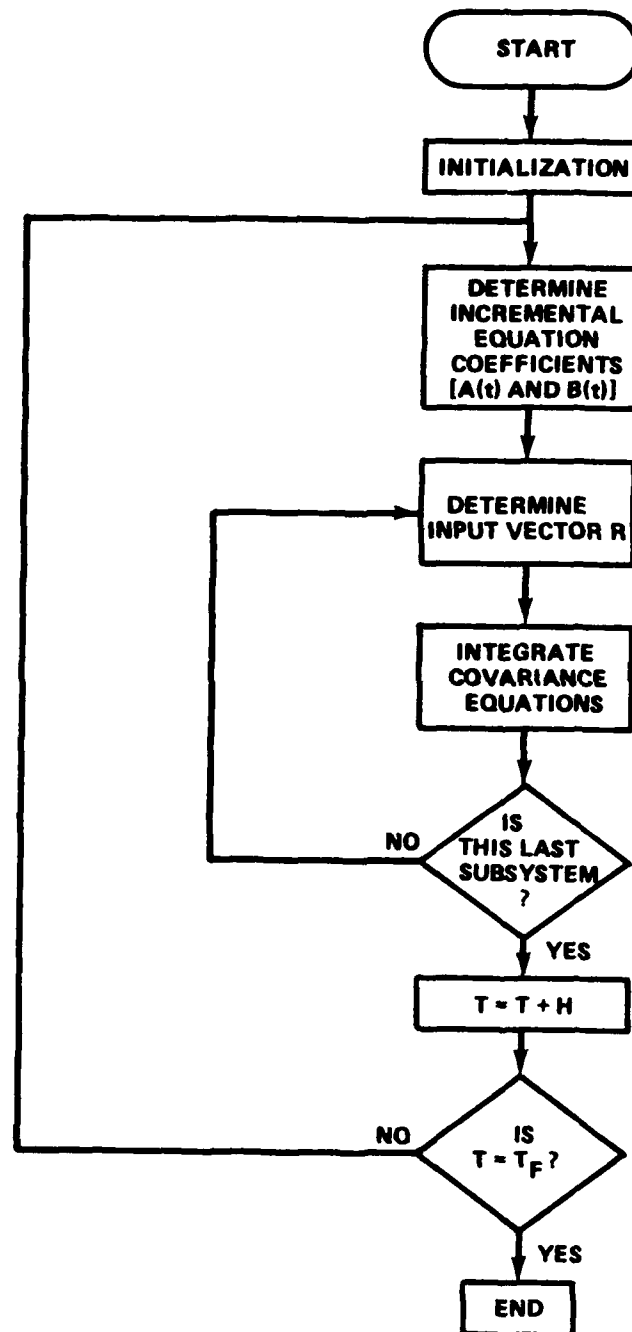 START
INITIALIZATION
DETERMINE
INCREMENTAL
EQUATION
COEFFICIENTS
[A(t) AND B(t)]
DETERMINE
INPUT VECTOR R
INTEGRATE
COVARIANCE
EQUATIONS
IS
THIS LAST
SUBSYSTEM
?
NO
YES
T = T + H
IS
T = T_F ?
NO
YES
END